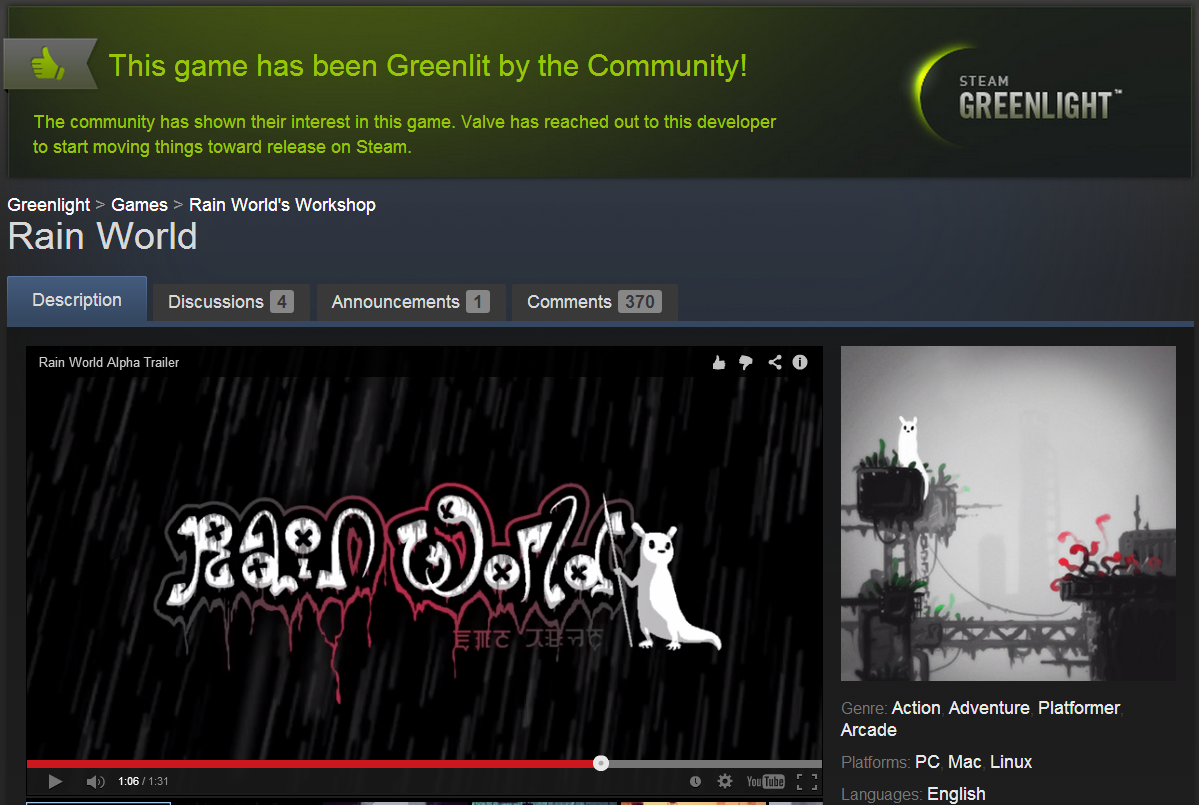 This game has been Greenlit by the Community!
The community has shown their interest in this game. Valve has reached out to this developer
to start moving things toward release on Steam.
STEAM
GREENLIGHT™
Greenlight > Games > Rain World's Workshop
Rain World
Description
Discussions 4
Announcements 1
Comments 370
Rain World Alpha Trailer
Rain World
1:06 / 1:31
YouTube
Genre: Action, Adventure, Platformer,
Arcade
Platforms: PC Mac Linux
Languages: English